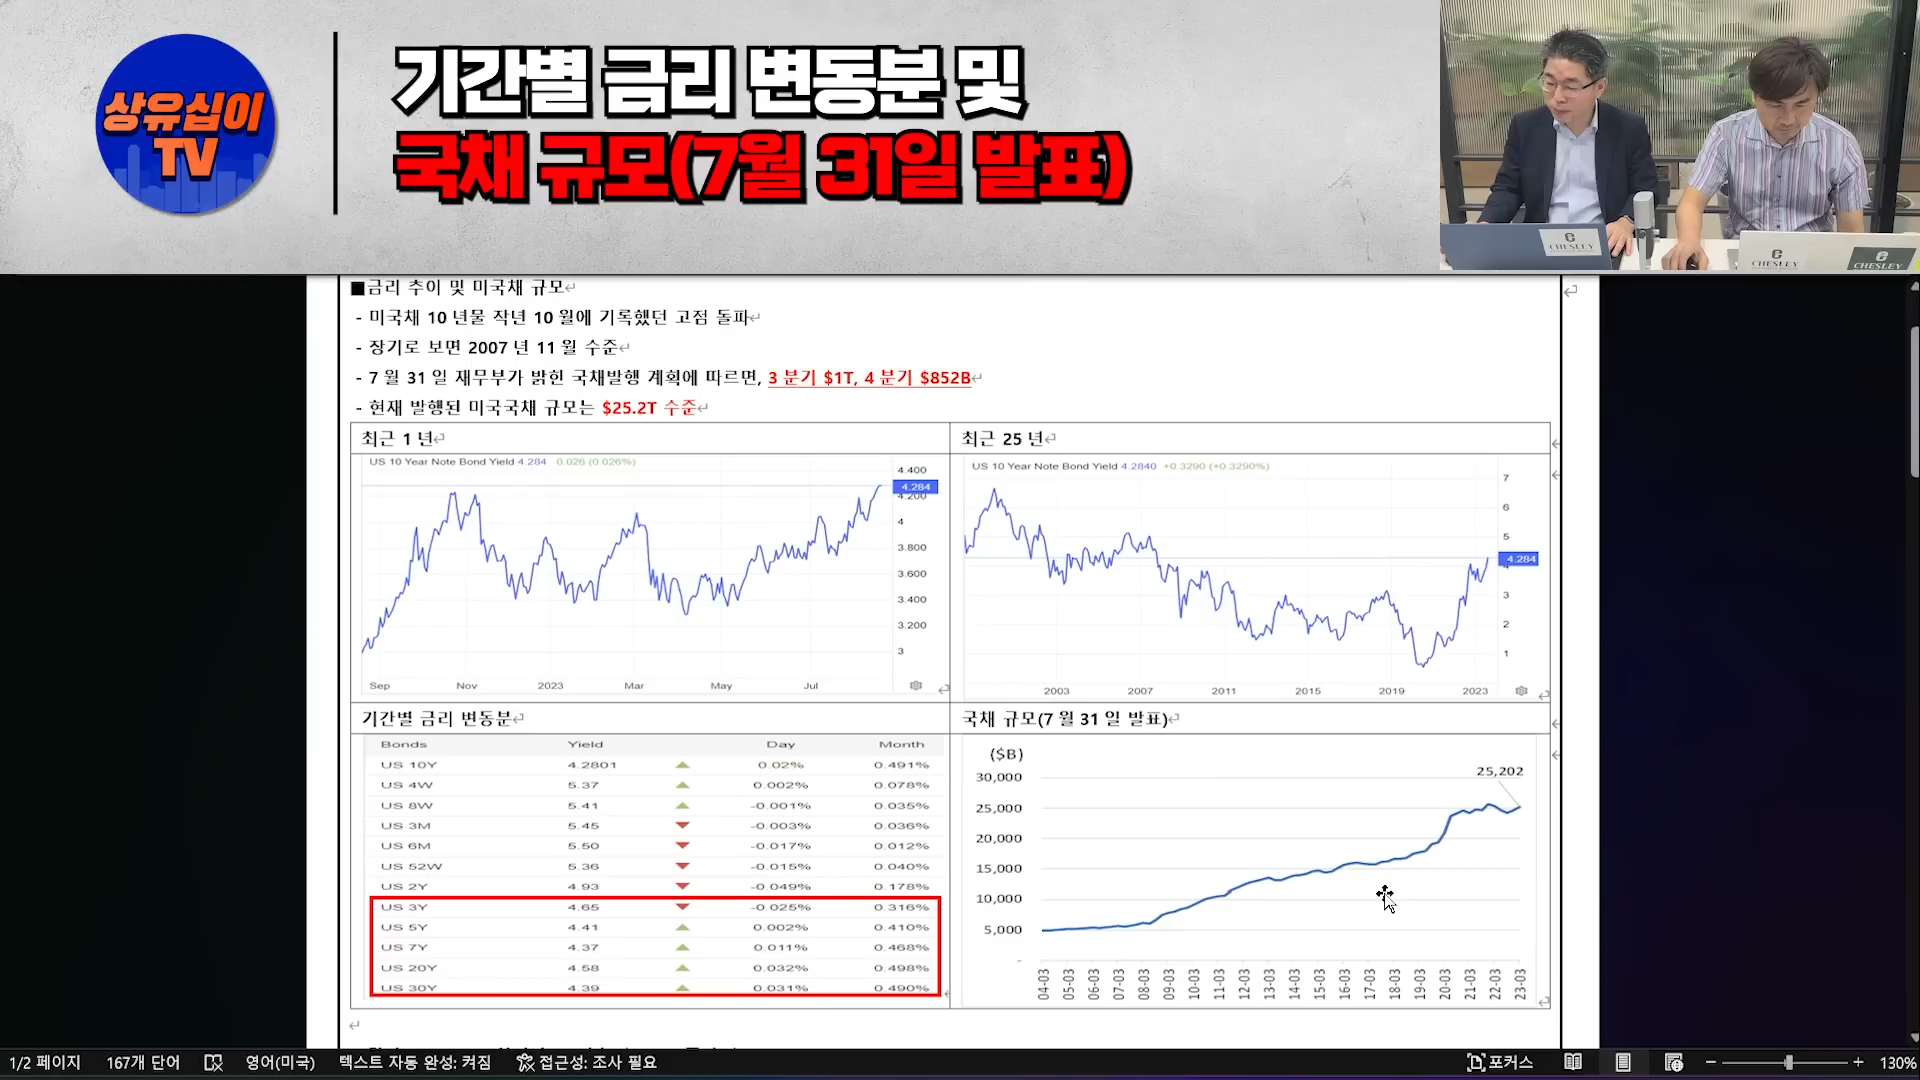 상유십이
TV
기간별 금리 변동분 및
국채 규모(7월 31일 발표)
CHESLEY
CHESLEY
CHESLEY
■금리 추이 및 미국채 규모
- 미국채 10 년물 작년 10 월에 기록했던 고점 돌파
- 장기로 보면 2007 년 11 월 수준
- 7 월 31 일 재무부가 밝힌 국채발행 계획에 따르면, 3 분기 $1T, 4 분기 $852B
- 현재 발행된 미국국채 규모는 $25.2T 수준
최근 1 년
US 10 Year Note Bond Yield 4.284 0.026 (0.026%)
4.400
4.284
4.200
4
3.800
3.600
3.400
3.200
3
Sep Nov 2023 Mar May Jul
최근 25 년
US 10 Year Note Bond Yield 4.2840 +0.3290 (+0.3290%)
7
6
5
4.284
4
3
2
1
2003 2007 2011 2015 2019 2023
기간별 금리 변동분
Bonds Yield Day Month
US 10Y 4.2801 0.02% 0.491%
US 4W 5.37 0.002% 0.078%
US 8W 5.41 -0.001% 0.035%
US 3M 5.45 -0.003% 0.036%
US 6M 5.50 -0.017% 0.012%
US 52W 5.36 -0.015% 0.040%
US 2Y 4.93 -0.049% 0.178%
US 3Y 4.65 -0.025% 0.316%
US 5Y 4.41 0.002% 0.410%
US 7Y 4.37 0.011% 0.468%
US 20Y 4.58 0.032% 0.498%
US 30Y 4.39 0.031% 0.490%
국채 규모(7 월 31 일 발표)
($B)
25,202
30,000
25,000
20,000
15,000
10,000
5,000
-
04-03 05-03 06-03 07-03 08-03 09-03 10-03 11-03 12-03 13-03 14-03 15-03 16-03 17-03 18-03 19-03 20-03 21-03 22-03 23-03
1/2 페이지 167개 단어 영어(미국) 텍스트 자동 완성: 켜짐 접근성: 조사 필요 포커스 130%